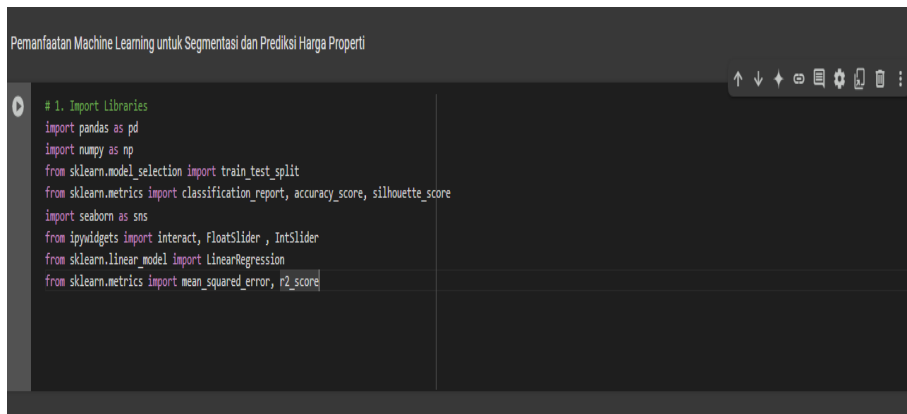 Pemanfaatan Machine Learning untuk Segmentasi dan Prediksi Harga Properti
# 1. Import Libraries
import pandas as pd
import numpy as np
from sklearn.model_selection import train_test_split
from sklearn.metrics import classification_report, accuracy_score, silhouette_score
import seaborn as sns
from ipywidgets import interact, FloatSlider , IntSlider
from sklearn.linear_model import LinearRegression
from sklearn.metrics import mean_squared_error, r2_score